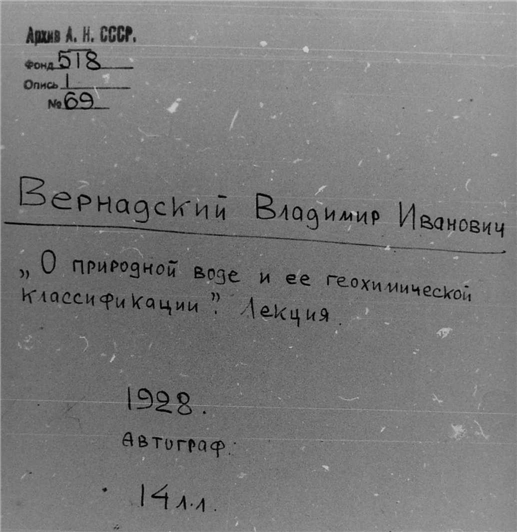 Архив А. Н. СССР.
Фонд 518
Опись 1
№ 69
Вернадский Владимир Иванович
„О природной воде и ее геохимической
классификации”. Лекция.
1928.
Автограф.
14 л.л.